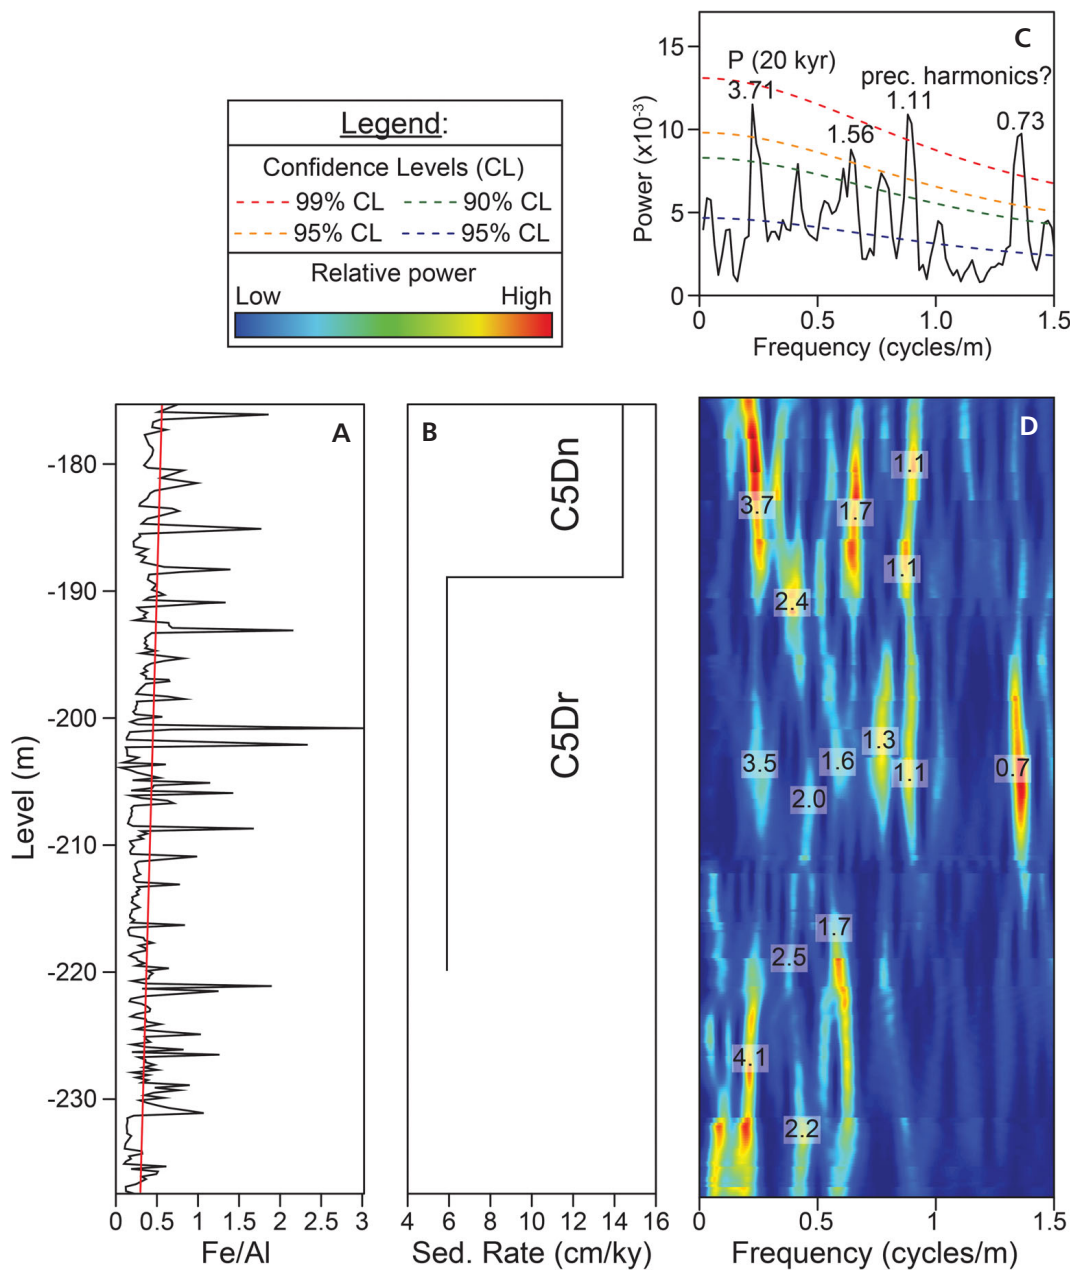 Legend:
Confidence Levels (CL)
99% CL
90% CL
95% CL
95% CL
Relative power
Low
High
C
P (20 kyr)
3.71
prec. harmonics?
1.11
1.56
0.73
Power (x10⁻³)
15
10
5
0
0
0.5
1.0
1.5
Frequency (cycles/m)
A
Level (m)
-180
-190
-200
-210
-220
-230
0
0.5
1
1.5
2
2.5
3
Fe/Al
B
C5Dn
C5Dr
4
6
8
10
12
14
16
Sed. Rate (cm/ky)
D
1.1
3.7
1.7
1.1
2.4
1.3
3.5
1.6
1.1
0.7
2.0
1.7
2.5
4.1
2.2
0
0.5
1
1.5
Frequency (cycles/m)